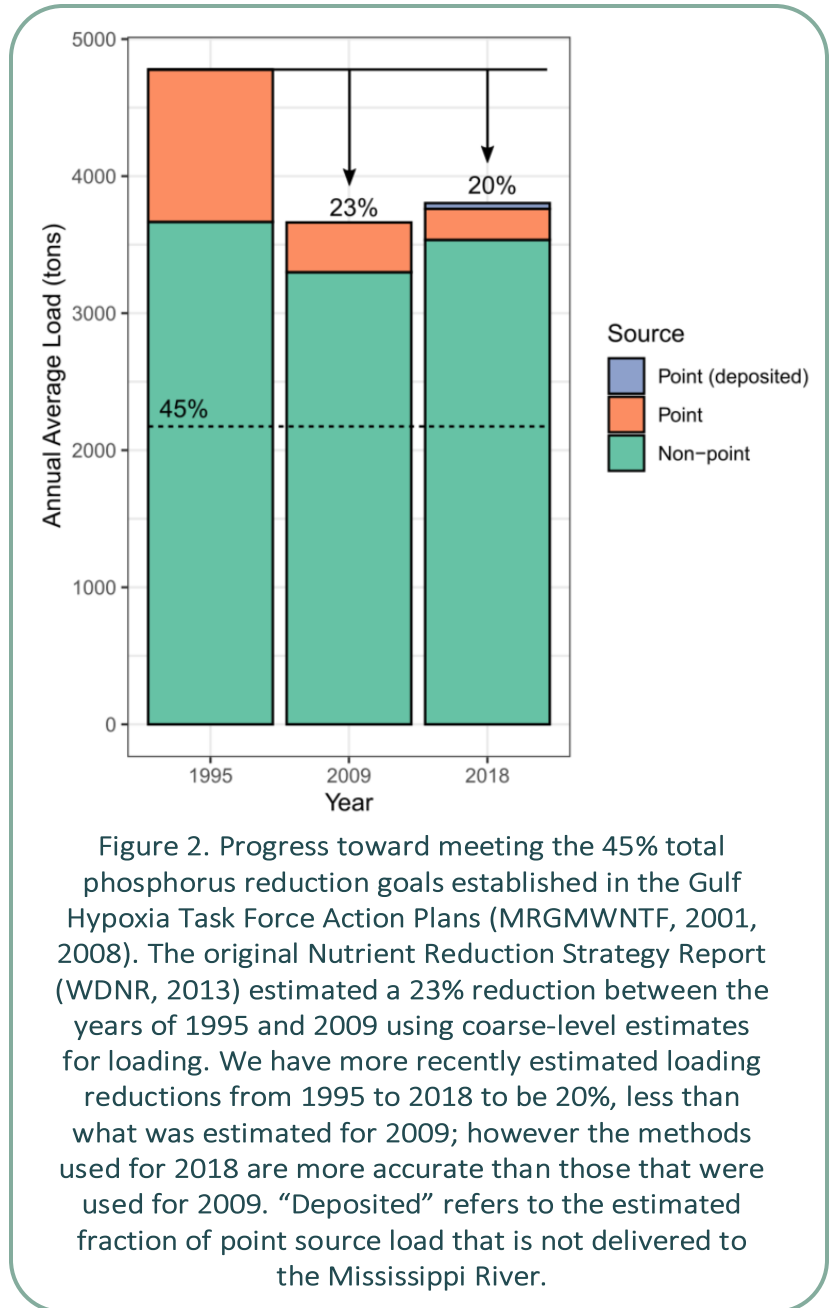 5000
4000
3000
2000
1000
0
Annual Average Load (tons)
23%
20%
45%
1995
2009
2018
Year
Source
Point (deposited)
Point
Non−point
Figure 2. Progress toward meeting the 45% total
phosphorus reduction goals established in the Gulf
Hypoxia Task Force Action Plans (MRGMWNTF, 2001,
2008). The original Nutrient Reduction Strategy Report
(WDNR, 2013) estimated a 23% reduction between the
years of 1995 and 2009 using coarse-level estimates
for loading. We have more recently estimated loading
reductions from 1995 to 2018 to be 20%, less than
what was estimated for 2009; however the methods
used for 2018 are more accurate than those that were
used for 2009. “Deposited” refers to the estimated
fraction of point source load that is not delivered to
the Mississippi River.